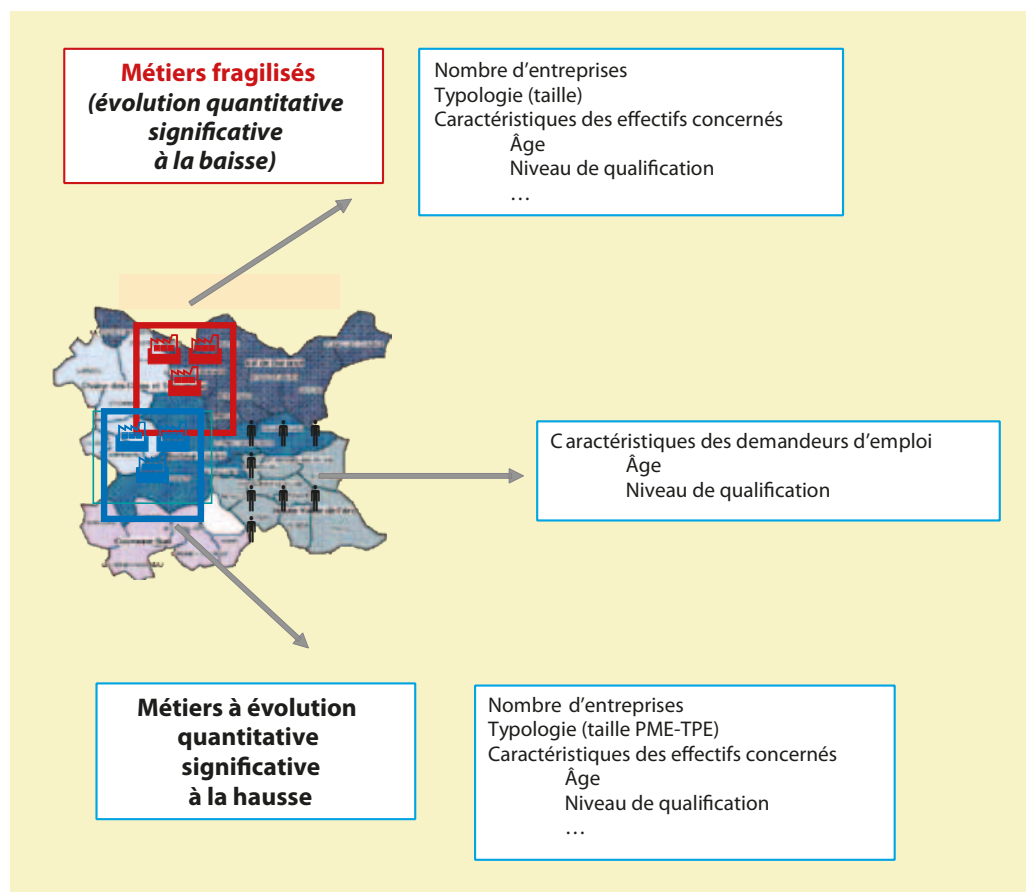 Métiers fragilisés
(évolution quantitative
significative
à la baisse)
Nombre d'entreprises
Typologie (taille)
Caractéristiques des effectifs concernés
Âge
Niveau de qualification
…
Caractéristiques des demandeurs d'emploi
Âge
Niveau de qualification
Métiers à évolution
quantitative
significative
à la hausse
Nombre d'entreprises
Typologie (taille PME-TPE)
Caractéristiques des effectifs concernés
Âge
Niveau de qualification
…